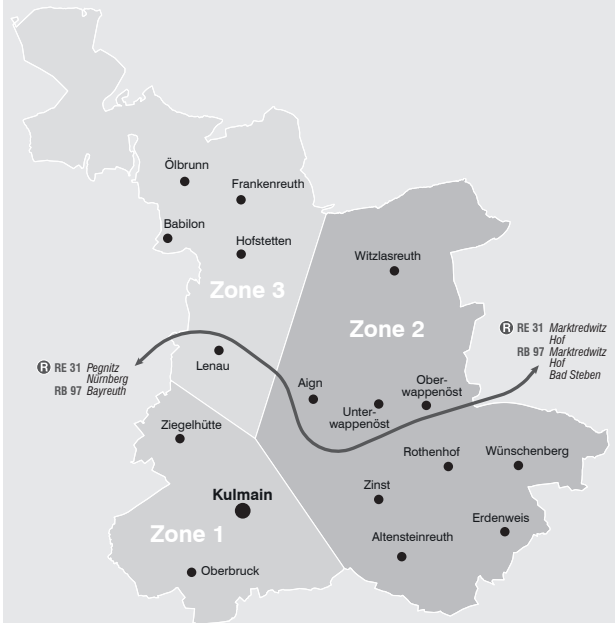 Ölbrunn
Frankenreuth
Babilon
Hofstetten
Witzlasreuth
Zone 3
Zone 2
R RE 31 Marktredwitz
Hof
RB 97 Marktredwitz
Hof
Bad Steben
R RE 31 Pegnitz
Nürnberg
RB 97 Bayreuth
Lenau
Aign
Ober-
wappenöst
Unter-
wappenöst
Ziegelhütte
Rothenhof
Wünschenberg
Zinst
Kulmain
Erdenweis
Zone 1
Altensteinreuth
Oberbruck